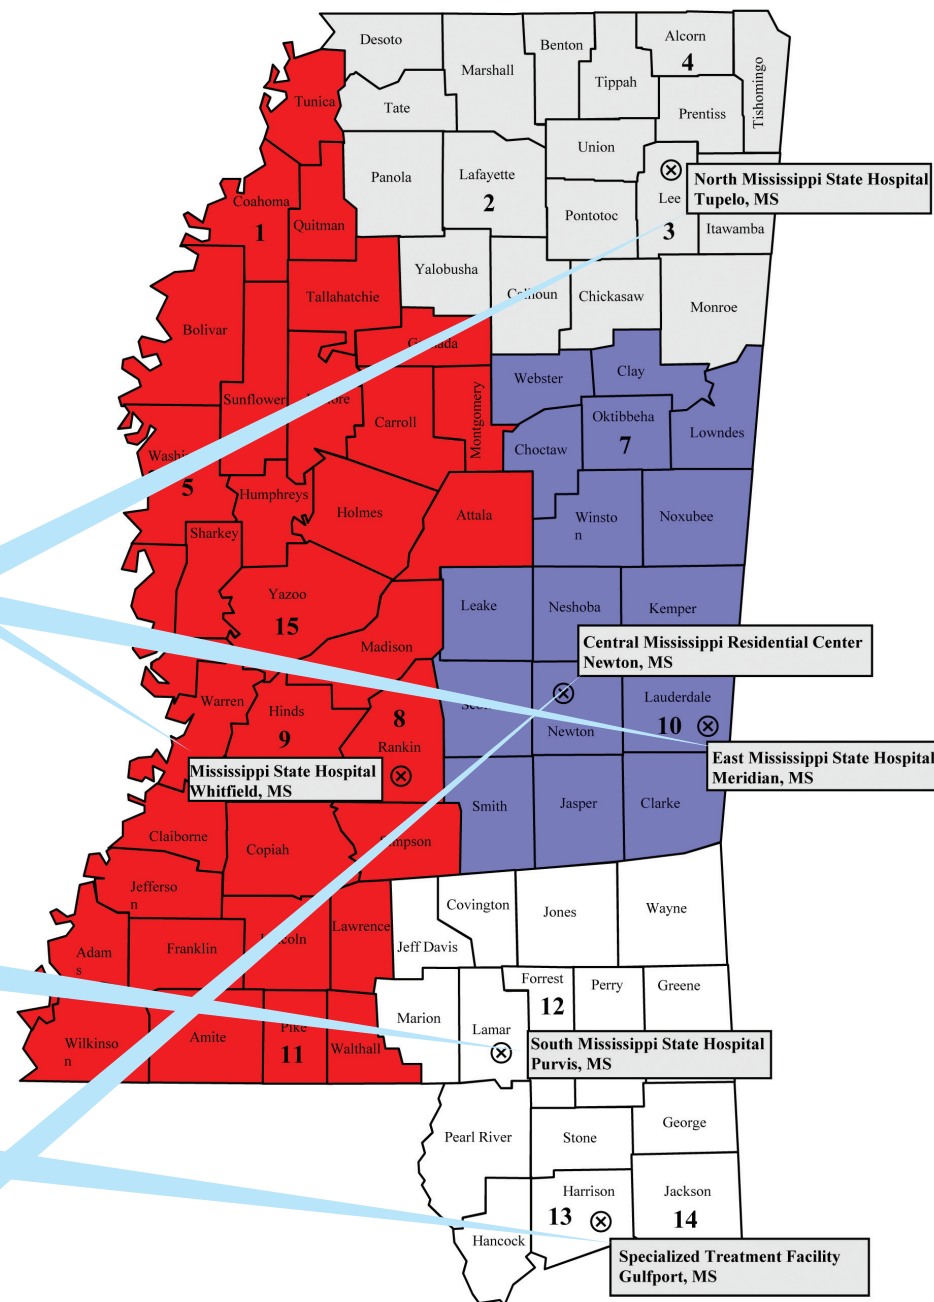 Desoto
Marshall
Benton
Tippah
Alcorn
4
Tishomingo
Tunica
Tate
Prentiss
Union
Panola
Lafayette
2
Lee
3
North Mississippi State Hospital
Tupelo, MS
Coahoma
1
Quitman
Pontotoc
Itawamba
Yalobusha
Tallahatchie
Calhoun
Chickasaw
Monroe
Bolivar
Webster
Clay
Sunflower
Carroll
Montgomery
Oktibbeha
7
Lowndes
Choctaw
5
Humphreys
Holmes
Attala
Winsto
n
Noxubee
Sharkey
Yazoo
15
Leake
Neshoba
Kemper
Madison
Central Mississippi Residential Center
Newton, MS
Warren
Hinds
9
8
Rankin
Newton
Lauderdale
10
East Mississippi State Hospital
Meridian, MS
Mississippi State Hospital
Whitfield, MS
Smith
Jasper
Clarke
Claiborne
Copiah
Simpson
Jefferso
n
Covington
Jones
Wayne
Lawrence
Jeff Davis
Adam
s
Franklin
Lincoln
Forrest
12
Perry
Greene
Marion
Lamar
Wilkinso
n
Amite
Pike
11
Walthall
South Mississippi State Hospital
Purvis, MS
Pearl River
Stone
George
Harrison
13
Jackson
14
Hancock
Specialized Treatment Facility
Gulfport, MS